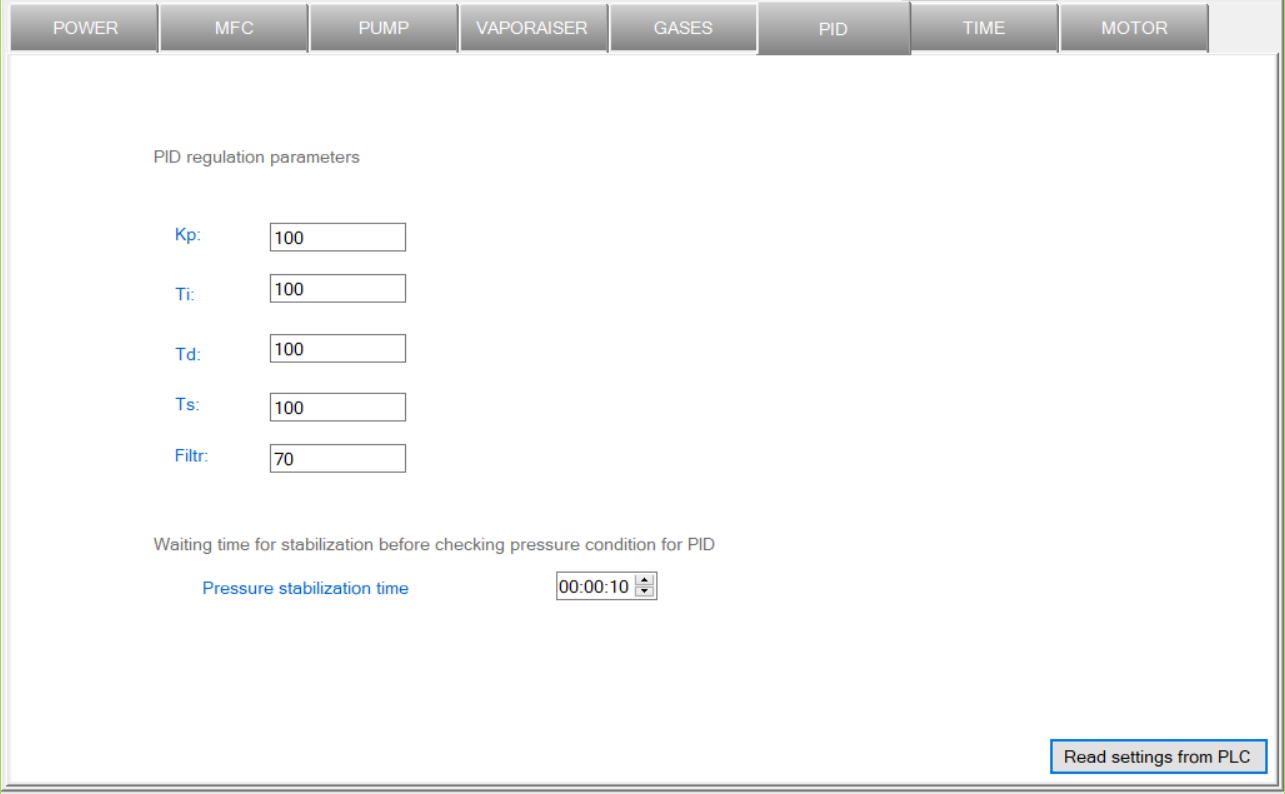 POWER MFC PUMP VAPORAISER GASES PID TIME MOTOR
PID regulation parameters
Kp: 100
Ti: 100
Td: 100
Ts: 100
Filtr: 70
Waiting time for stabilization before checking pressure condition for PID
Pressure stabilization time 00:00:10
Read settings from PLC